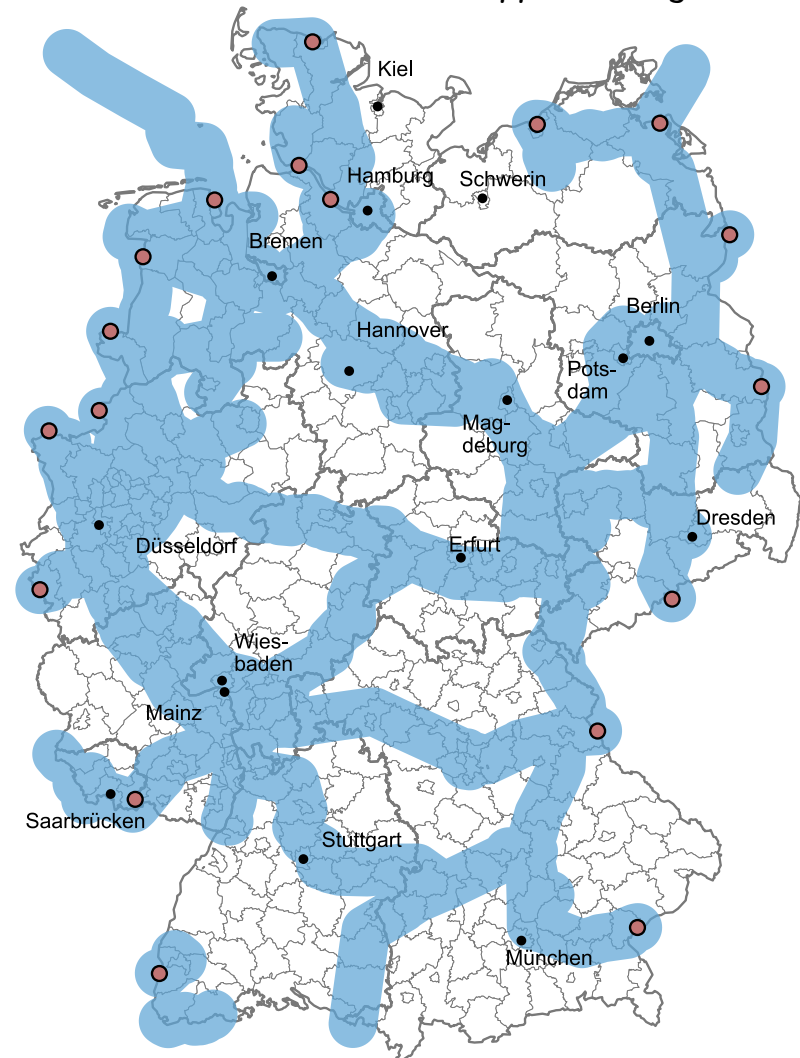 Kiel
Hamburg
Schwerin
Bremen
Berlin
Hannover
Pots-
dam
Mag-
deburg
Dresden
Düsseldorf
Erfurt
Wies-
baden
Mainz
Saarbrücken
Stuttgart
München